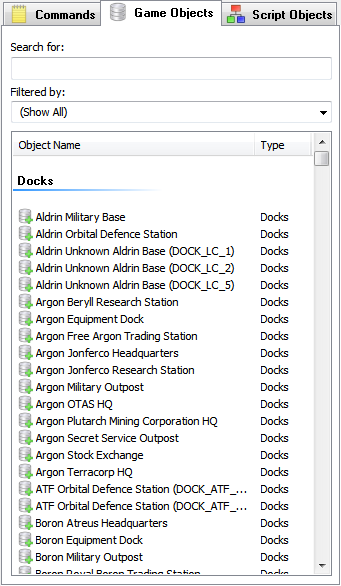 Commands Game Objects Script Objects
Search for:
Filtered by:
(Show All)
Object Name Type
Docks
Aldrin Military Base Docks
Aldrin Orbital Defence Station Docks
Aldrin Unknown Aldrin Base (DOCK_LC_1) Docks
Aldrin Unknown Aldrin Base (DOCK_LC_2) Docks
Aldrin Unknown Aldrin Base (DOCK_LC_5) Docks
Argon Beryll Research Station Docks
Argon Equipment Dock Docks
Argon Free Argon Trading Station Docks
Argon Jonferco Headquarters Docks
Argon Jonferco Research Station Docks
Argon Military Outpost Docks
Argon OTAS HQ Docks
Argon Plutarch Mining Corporation HQ Docks
Argon Secret Service Outpost Docks
Argon Stock Exchange Docks
Argon Terracorp HQ Docks
ATF Orbital Defence Station (DOCK_ATF_... Docks
ATF Orbital Defence Station (DOCK_ATF_... Docks
Boron Atreus Headquarters Docks
Boron Equipment Dock Docks
Boron Military Outpost Docks
Boron Royal Boron Trading Station Docks